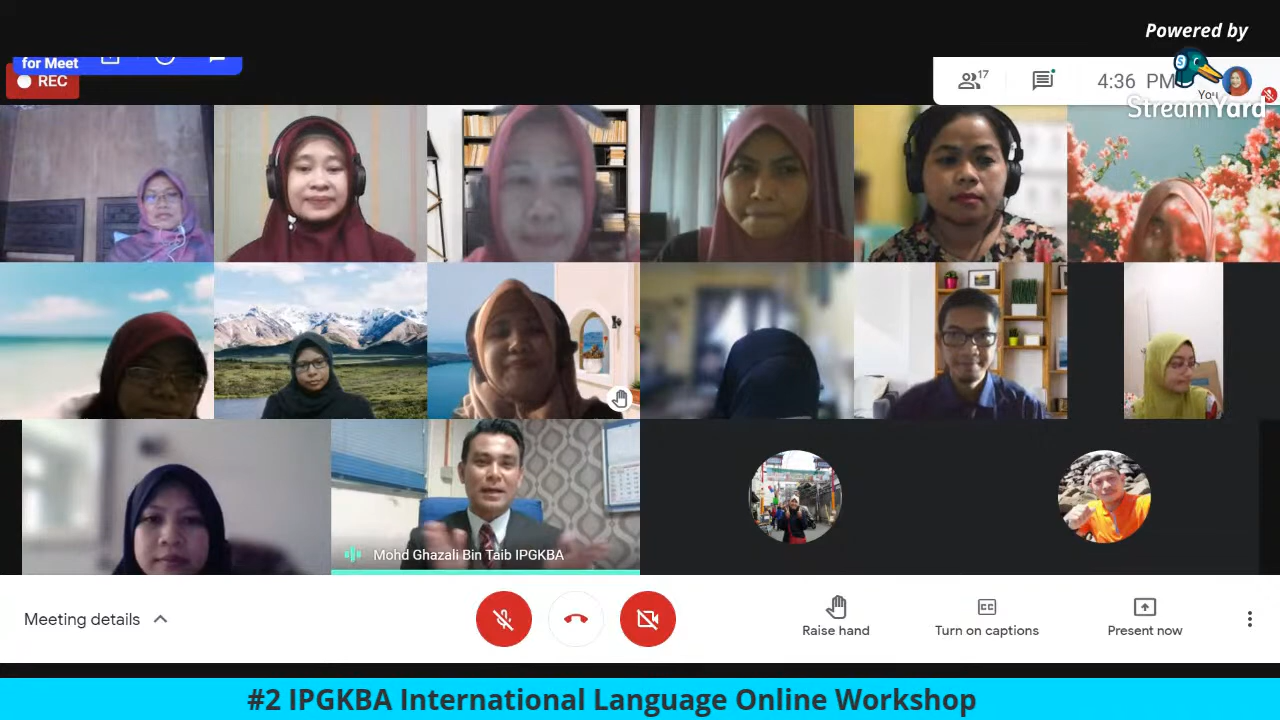 Powered by
for Meet
REC
17
4:36 PM
You
S
StreamYard
Mohd Ghazali Bin Taib IPGKBA
Meeting details
Raise hand
CC
Turn on captions
Present now
#2 IPGKBA International Language Online Workshop